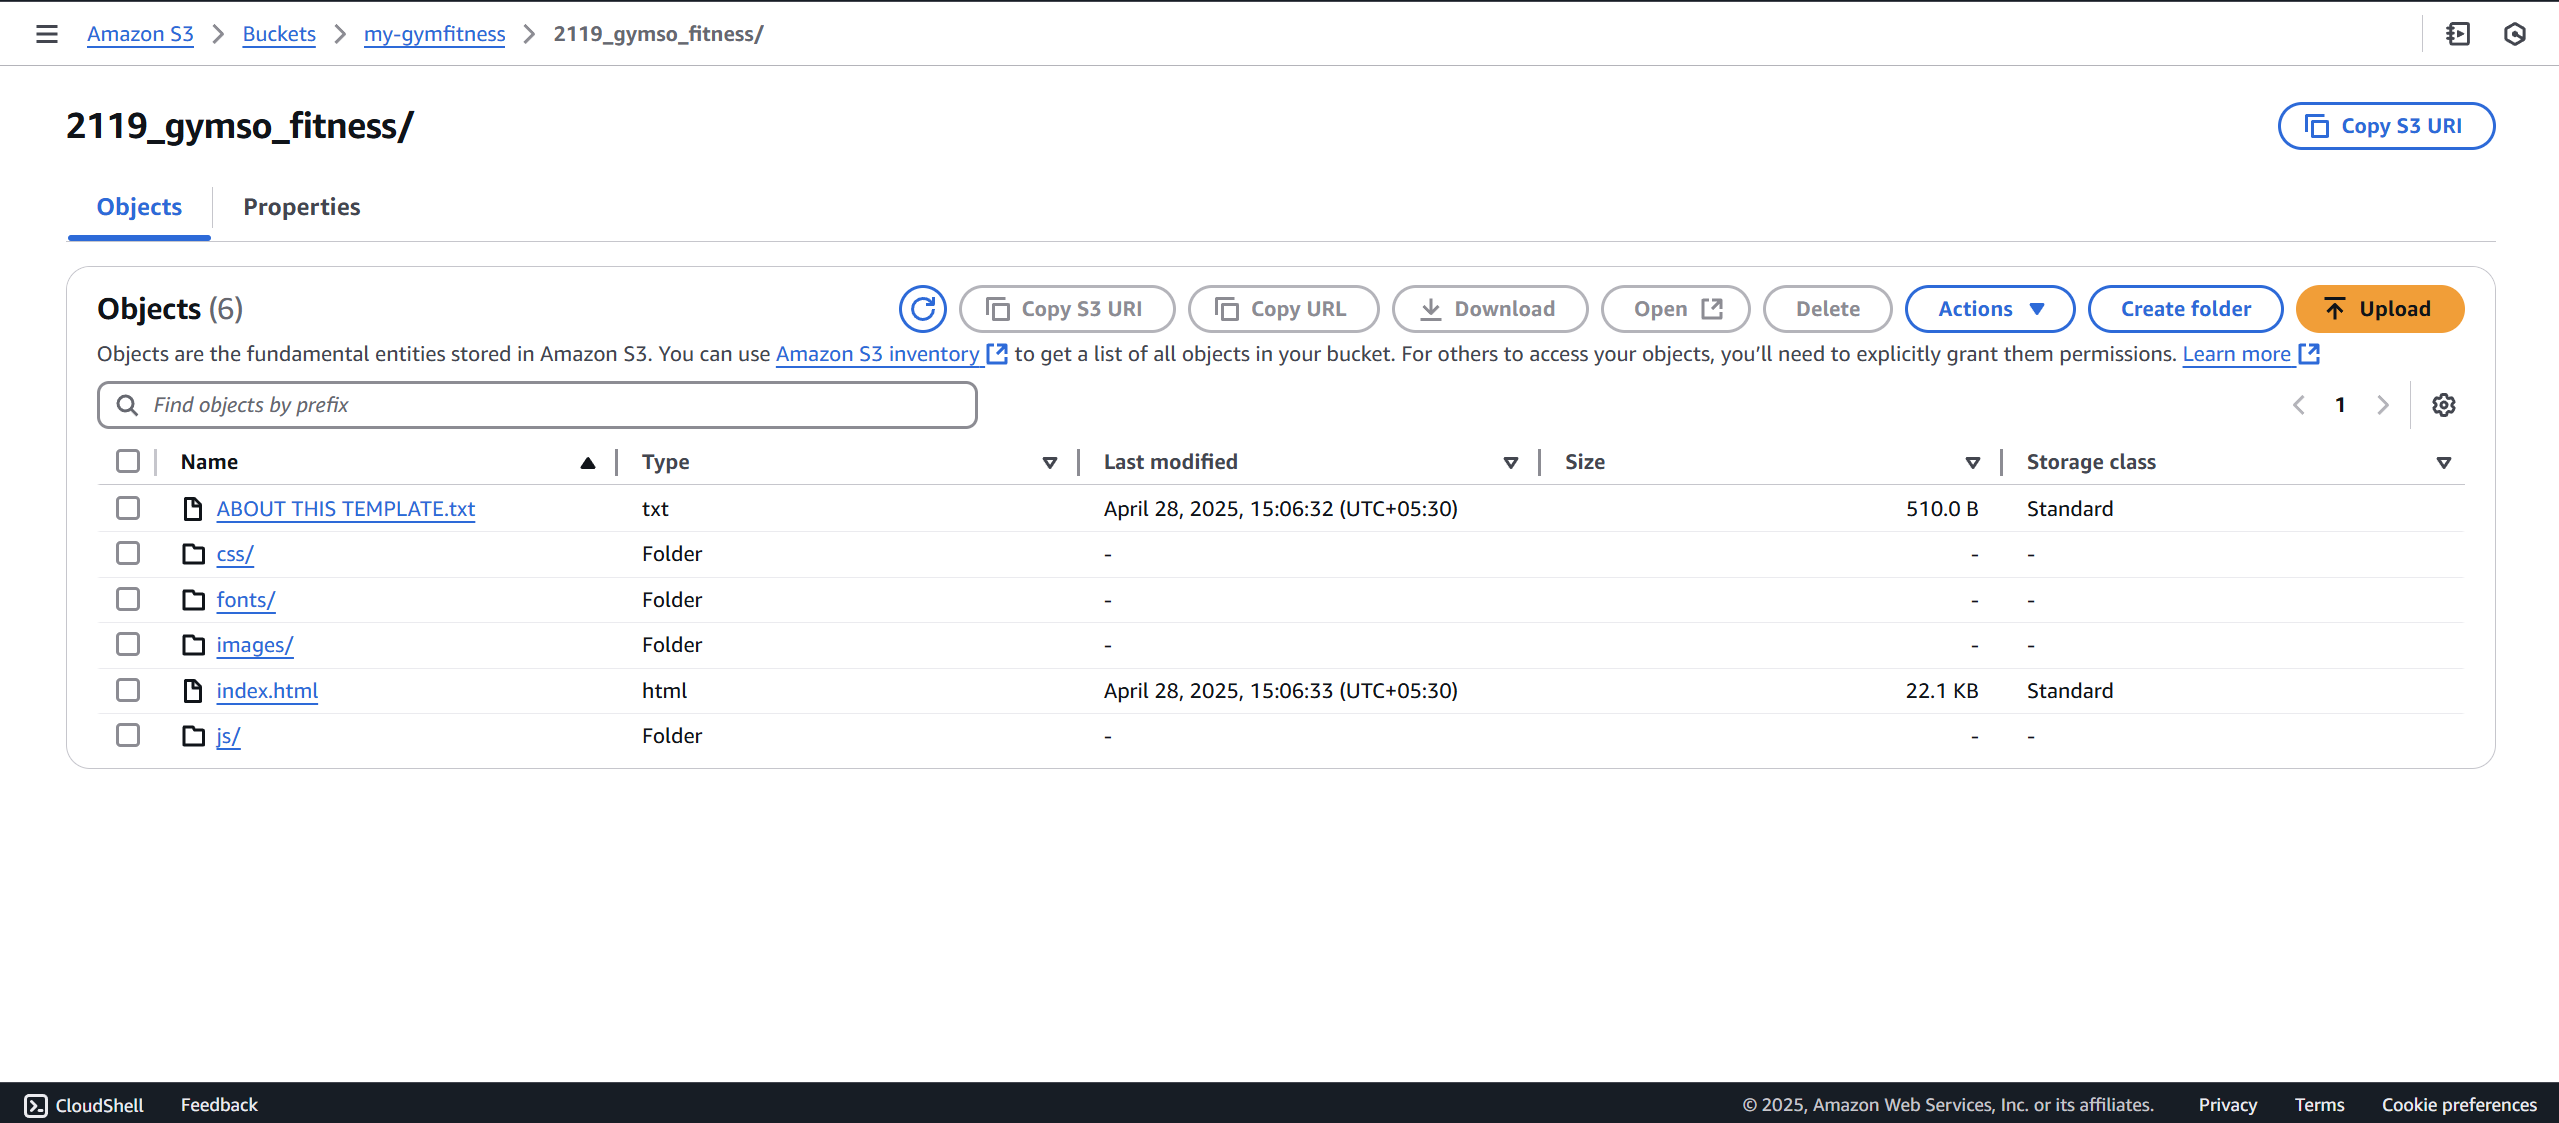 Amazon S3 > Buckets > my-gymfitness > 2119_gymso_fitness/
2119_gymso_fitness/
Copy S3 URI
Objects Properties
Objects (6)
Copy S3 URI Copy URL Download Open Delete Actions Create folder Upload
Objects are the fundamental entities stored in Amazon S3. You can use Amazon S3 inventory to get a list of all objects in your bucket. For others to access your objects, you’ll need to explicitly grant them permissions. Learn more
Find objects by prefix
1
Name Type Last modified Size Storage class
ABOUT THIS TEMPLATE.txt txt April 28, 2025, 15:06:32 (UTC+05:30) 510.0 B Standard
css/ Folder - - -
fonts/ Folder - - -
images/ Folder - - -
index.html html April 28, 2025, 15:06:33 (UTC+05:30) 22.1 KB Standard
js/ Folder - - -
CloudShell Feedback © 2025, Amazon Web Services, Inc. or its affiliates. Privacy Terms Cookie preferences